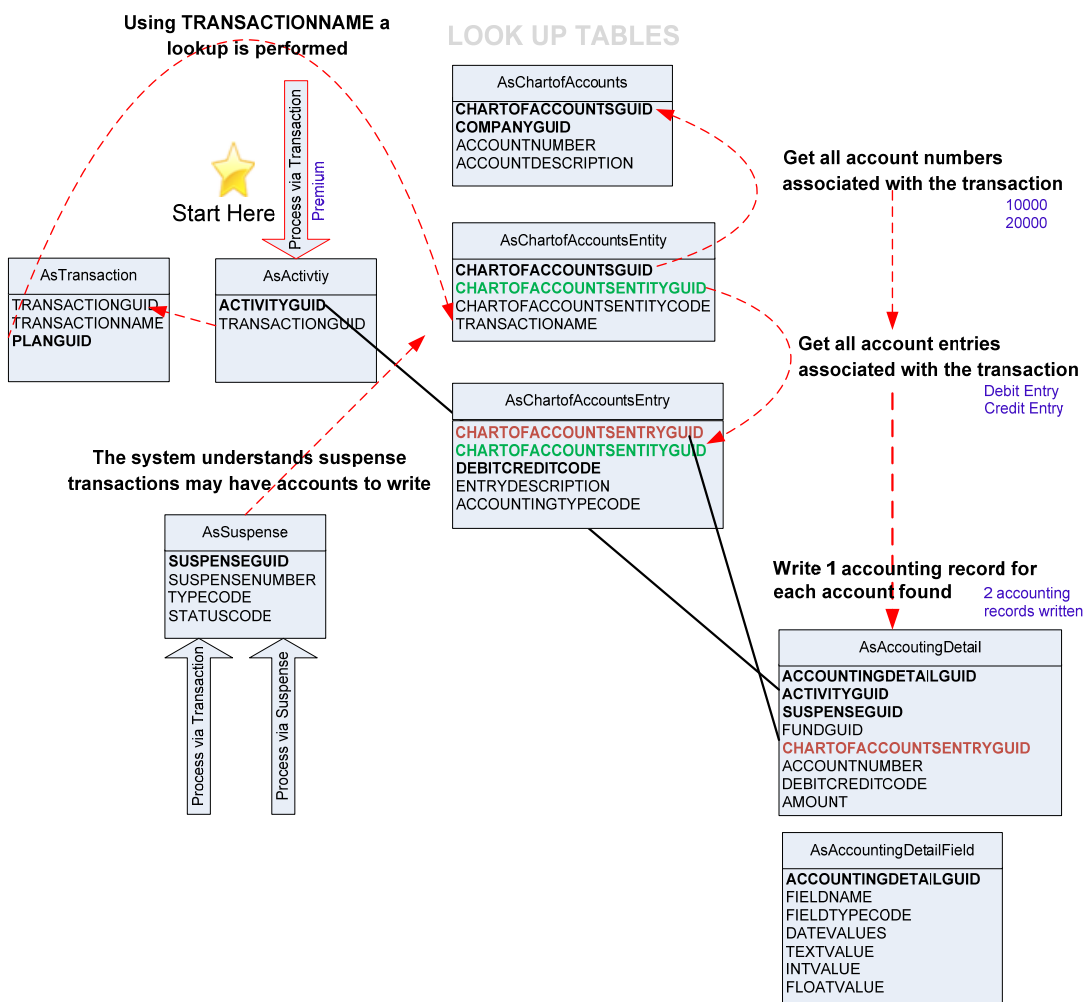 Using TRANSACTIONNAME a
lookup is performed
LOOK UP TABLES
AsChartofAccounts
CHARTOFACCOUNTSGUID
COMPANYGUID
ACCOUNTNUMBER
ACCOUNTDESCRIPTION
Process via Transaction
Premium
Start Here
Get all account numbers
associated with the transaction
10000
20000
AsChartofAccountsEntity
CHARTOFACCOUNTSGUID
CHARTOFACCOUNTSENTITYGUID
CHARTOFACCOUNTSENTITYCODE
TRANSACTIONAME
AsTransaction
TRANSACTIONGUID
TRANSACTIONNAME
PLANGUID
AsActivtiy
ACTIVITYGUID
TRANSACTIONGUID
Get all account entries
associated with the transaction
Debit Entry
Credit Entry
AsChartofAccountsEntry
CHARTOFACCOUNTSENTRYGUID
CHARTOFACCOUNTSENTITYGUID
DEBITCREDITCODE
ENTRYDESCRIPTION
ACCOUNTINGTYPECODE
The system understands suspense
transactions may have accounts to write
AsSuspense
SUSPENSEGUID
SUSPENSENUMBER
TYPECODE
STATUSCODE
Process via Transaction
Process via Suspense
Write 1 accounting record for
each account found
2 accounting
records written
AsAccoutingDetail
ACCOUNTINGDETAILGUID
ACTIVITYGUID
SUSPENSEGUID
FUNDGUID
CHARTOFACCOUNTSENTRYGUID
ACCOUNTNUMBER
DEBITCREDITCODE
AMOUNT
AsAccountingDetailField
ACCOUNTINGDETAILGUID
FIELDNAME
FIELDTYPECODE
DATEVALUES
TEXTVALUE
INTVALUE
FLOATVALUE